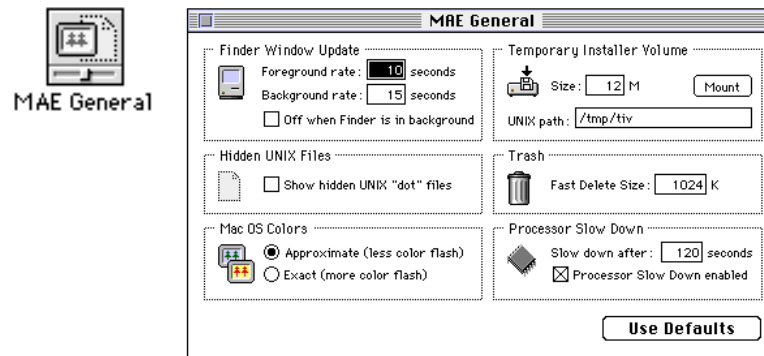 MAE General
MAE General
Finder Window Update
Foreground rate: 10 seconds
Background rate: 15 seconds
Off when Finder is in background
Temporary Installer Volume
Size: 12 M Mount
UNIX path: /tmp/tiv
Hidden UNIX Files
Show hidden UNIX "dot" files
Trash
Fast Delete Size: 1024 K
Mac OS Colors
Approximate (less color flash)
Exact (more color flash)
Processor Slow Down
Slow down after: 120 seconds
Processor Slow Down enabled
Use Defaults